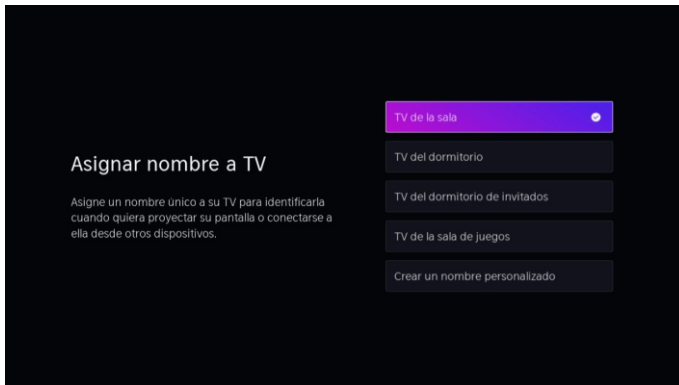 Asignar nombre a TV
Asigne un nombre único a su TV para identificarla
cuando quiera proyectar su pantalla o conectarse a
ella desde otros dispositivos.
TV de la sala
TV del dormitorio
TV del dormitorio de invitados
TV de la sala de juegos
Crear un nombre personalizado